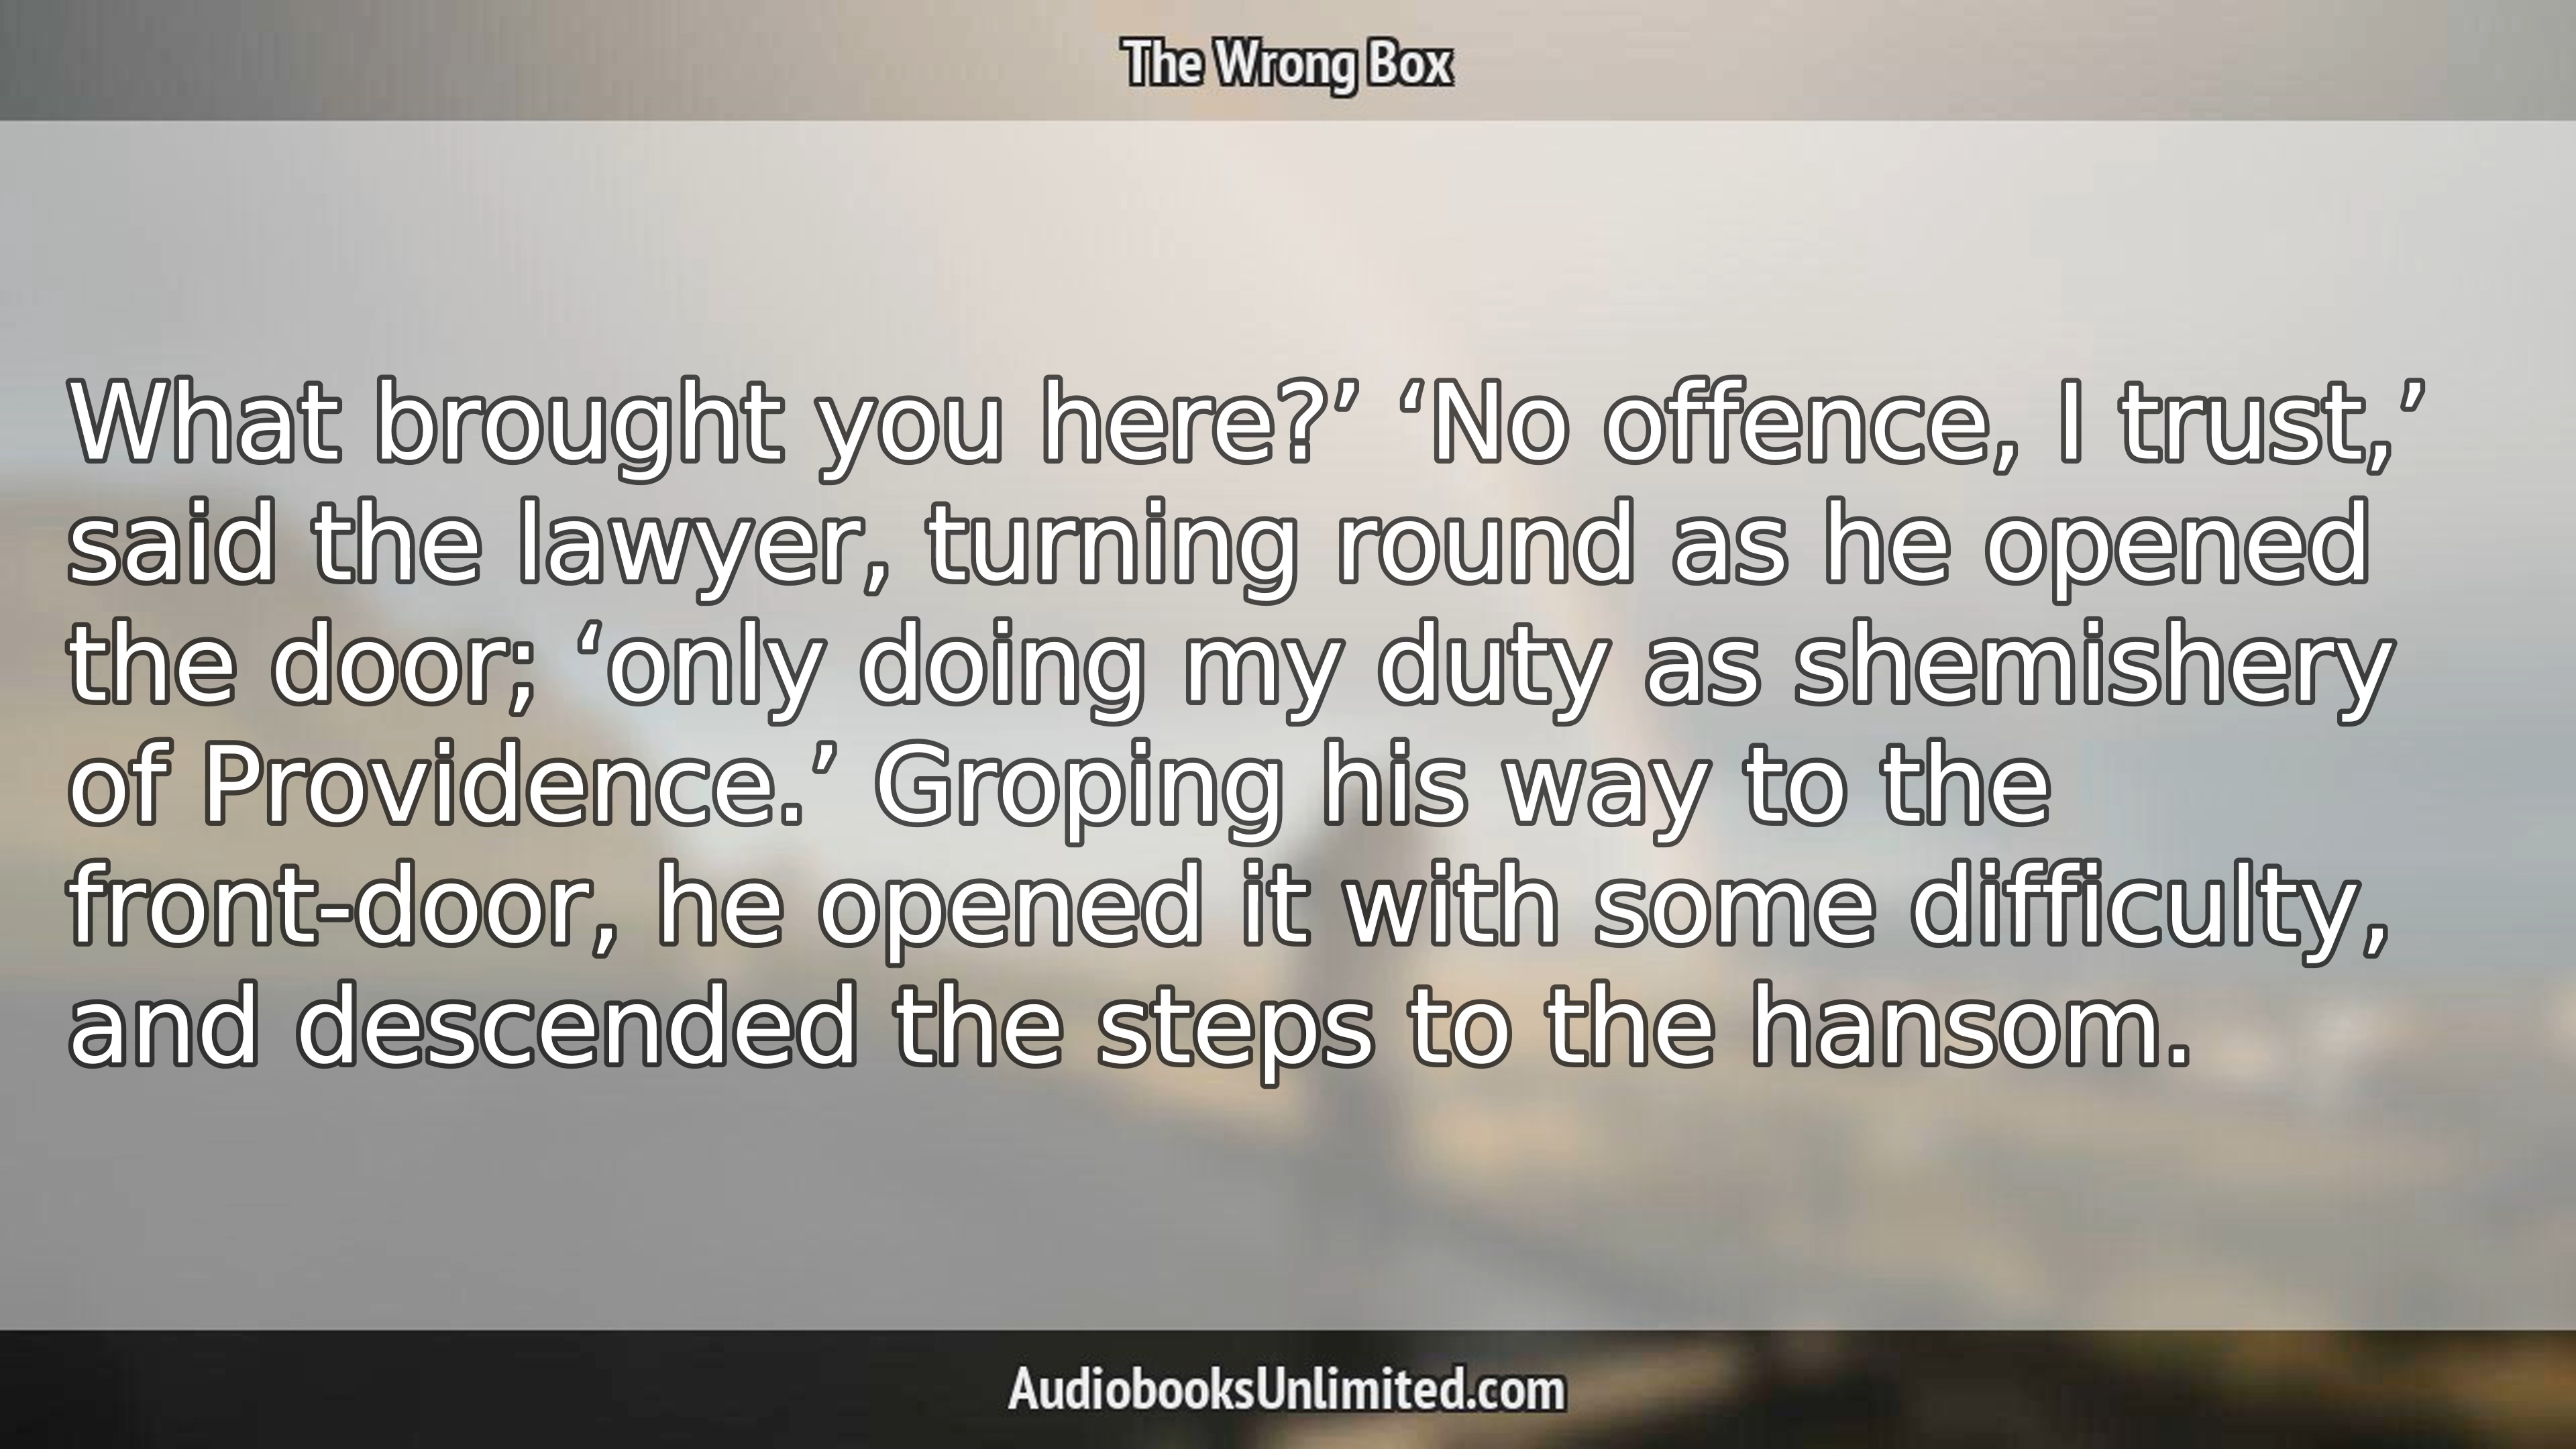 The Wrong Box
What brought you here?’ ‘No offence, I trust,’
said the lawyer, turning round as he opened
the door; ‘only doing my duty as shemishery
of Providence.’ Groping his way to the
front-door, he opened it with some difficulty,
and descended the steps to the hansom.
AudiobooksUnlimited.com